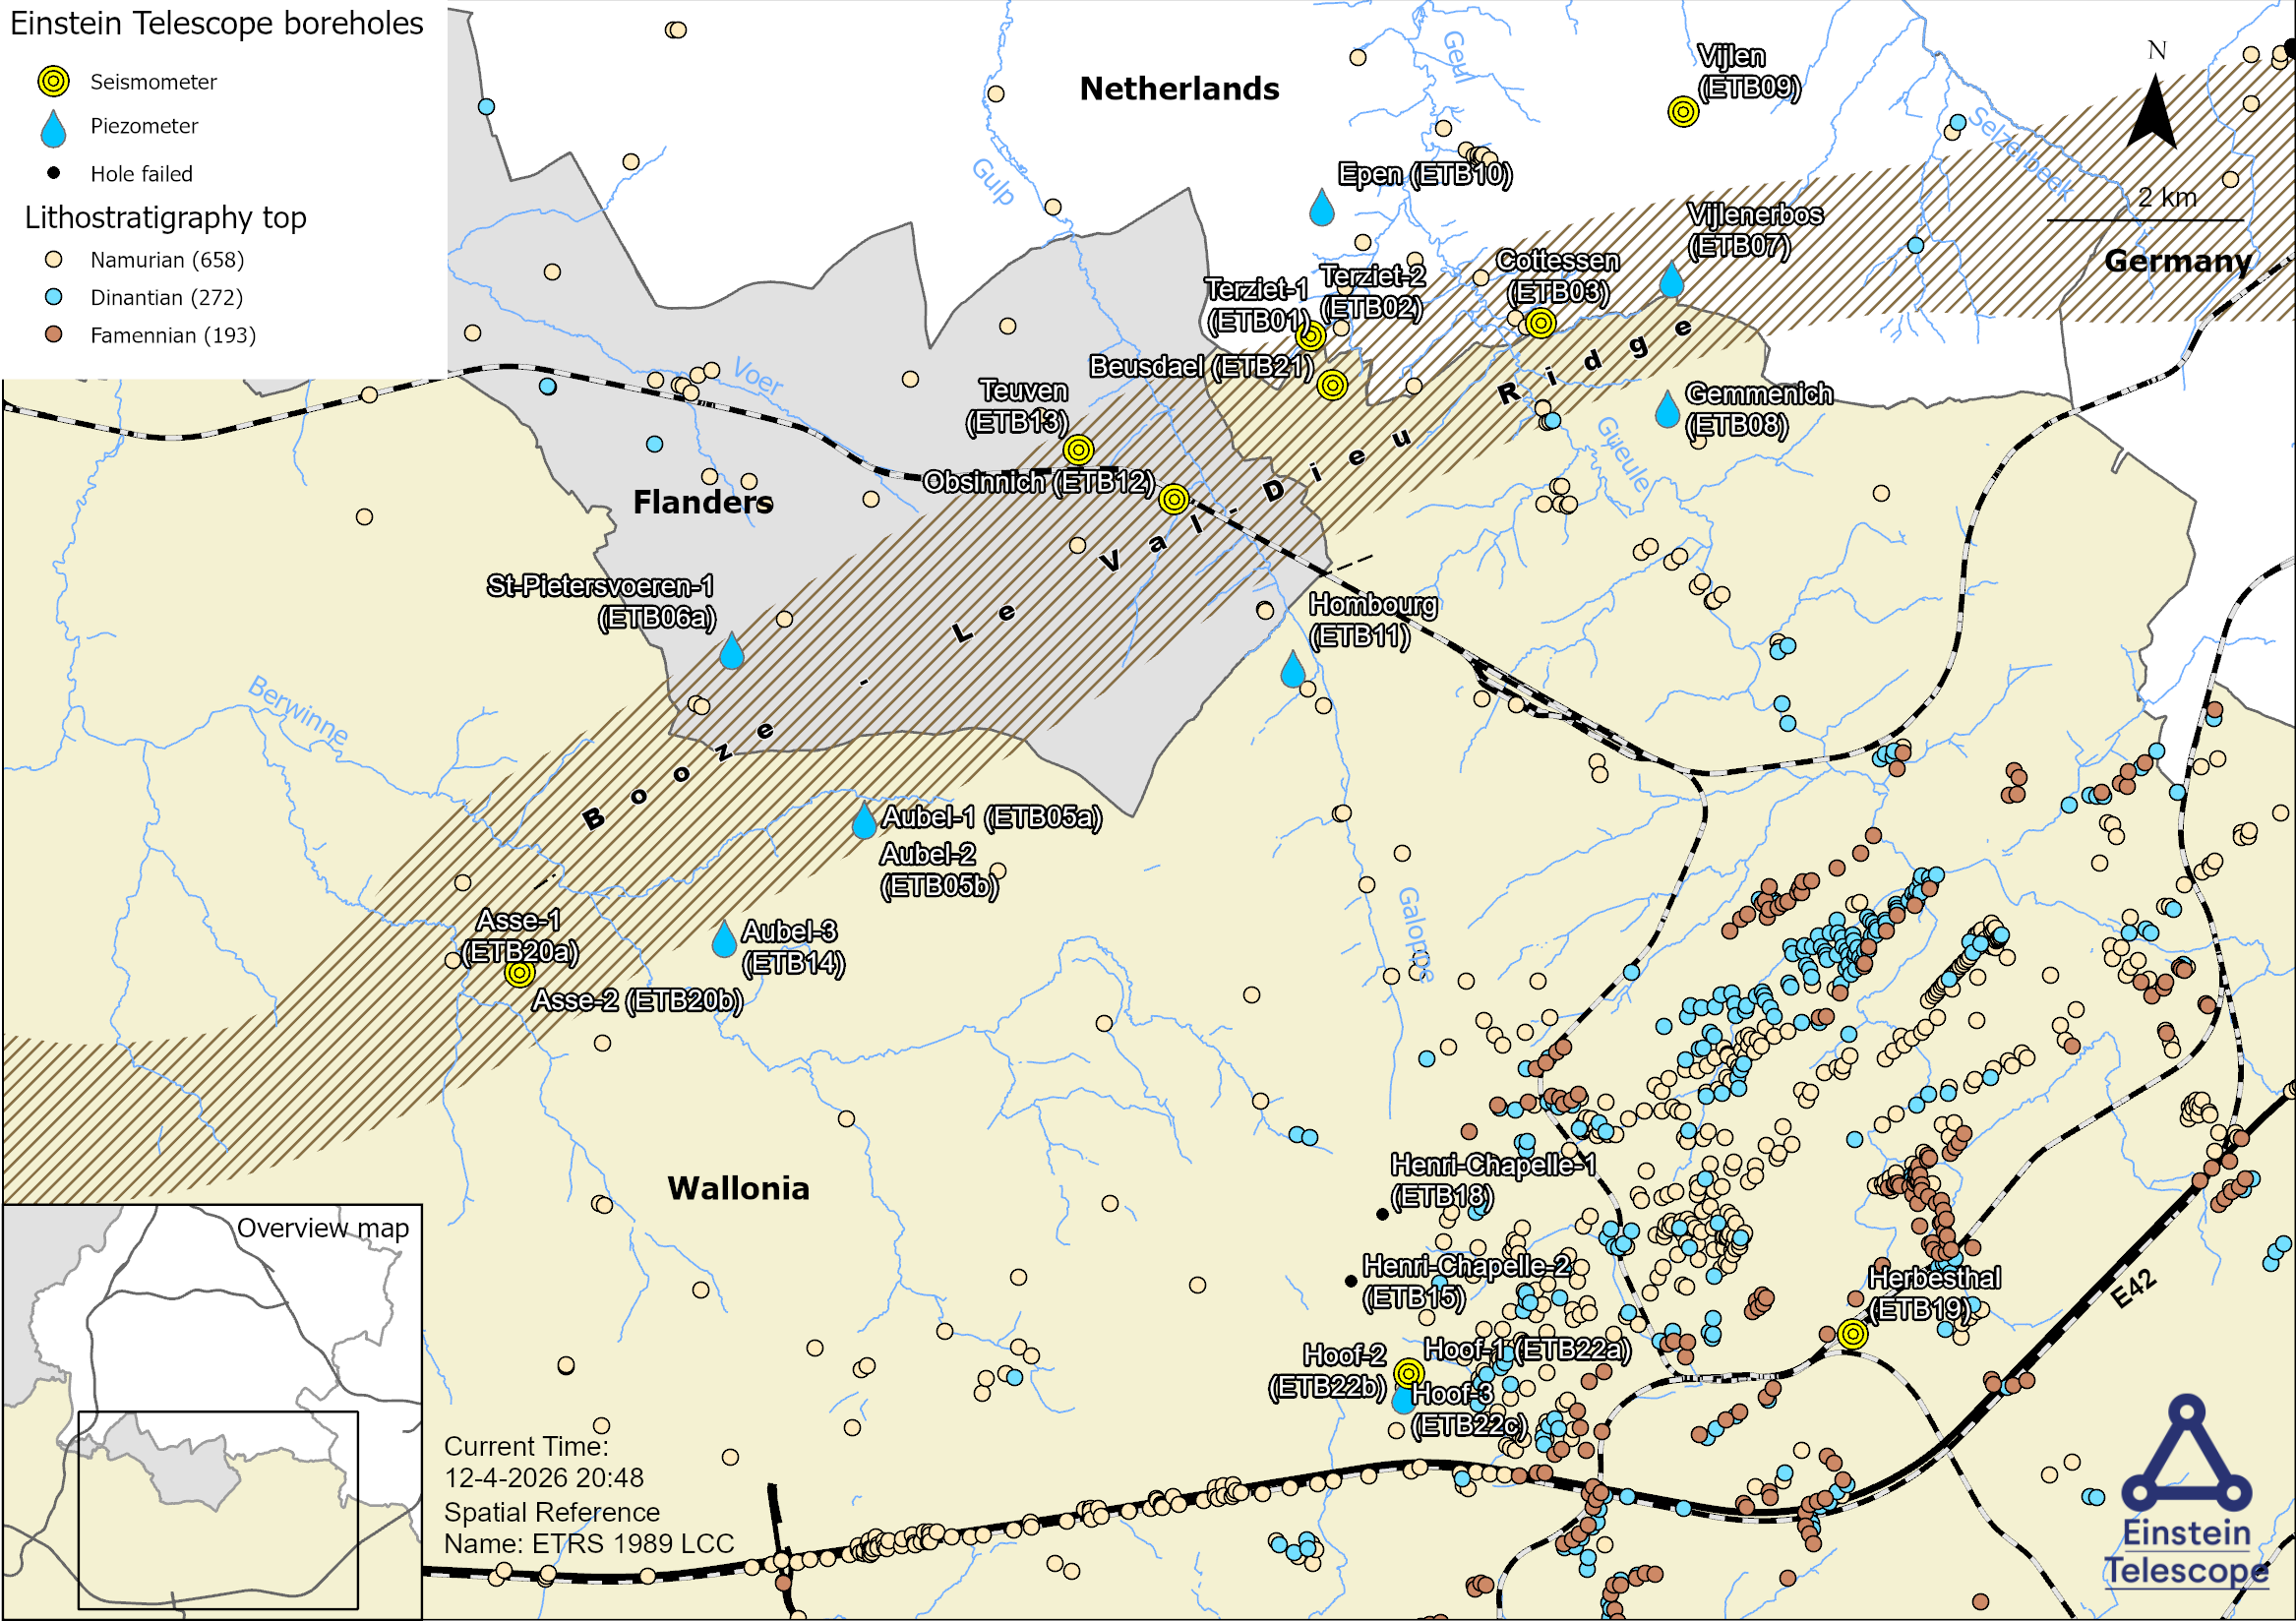 Einstein Telescope boreholes
Seismometer
Piezometer
Hole failed
Lithostratigraphy top
Namurian (658)
Dinantian (272)
Famennian (193)
Netherlands
Geul
Gulp
Vijlen
(ETB09)
N
Selzerbeek
2 km
Germany
Epen (ETB10)
Vijlenerbos
(ETB07)
Cottessen
(ETB03)
Terziet-1
(ETB01)
Terziet-2
(ETB02)
Beusdael (ETB21)
Teuven
(ETB13)
Voer
Obsinnich (ETB12)
Flanders
Gemmenich
(ETB08)
Gueule
Booze - Le Val-Dieu Ridge
St-Pietersvoeren-1
(ETB06a)
Hombourg
(ETB11)
Berwinne
Aubel-1 (ETB05a)
Aubel-2
(ETB05b)
Galoppe
Asse-1
(ETB20a)
Aubel-3
(ETB14)
Asse-2 (ETB20b)
Wallonia
Henri-Chapelle-1
(ETB18)
Henri-Chapelle-2
(ETB15)
Herbesthal
(ETB19)
E42
Hoof-2
(ETB22b)
Hoof-1 (ETB22a)
Hoof-3
(ETB22c)
Overview map
Current Time:
12-4-2026 20:48
Spatial Reference
Name: ETRS 1989 LCC
Einstein
Telescope